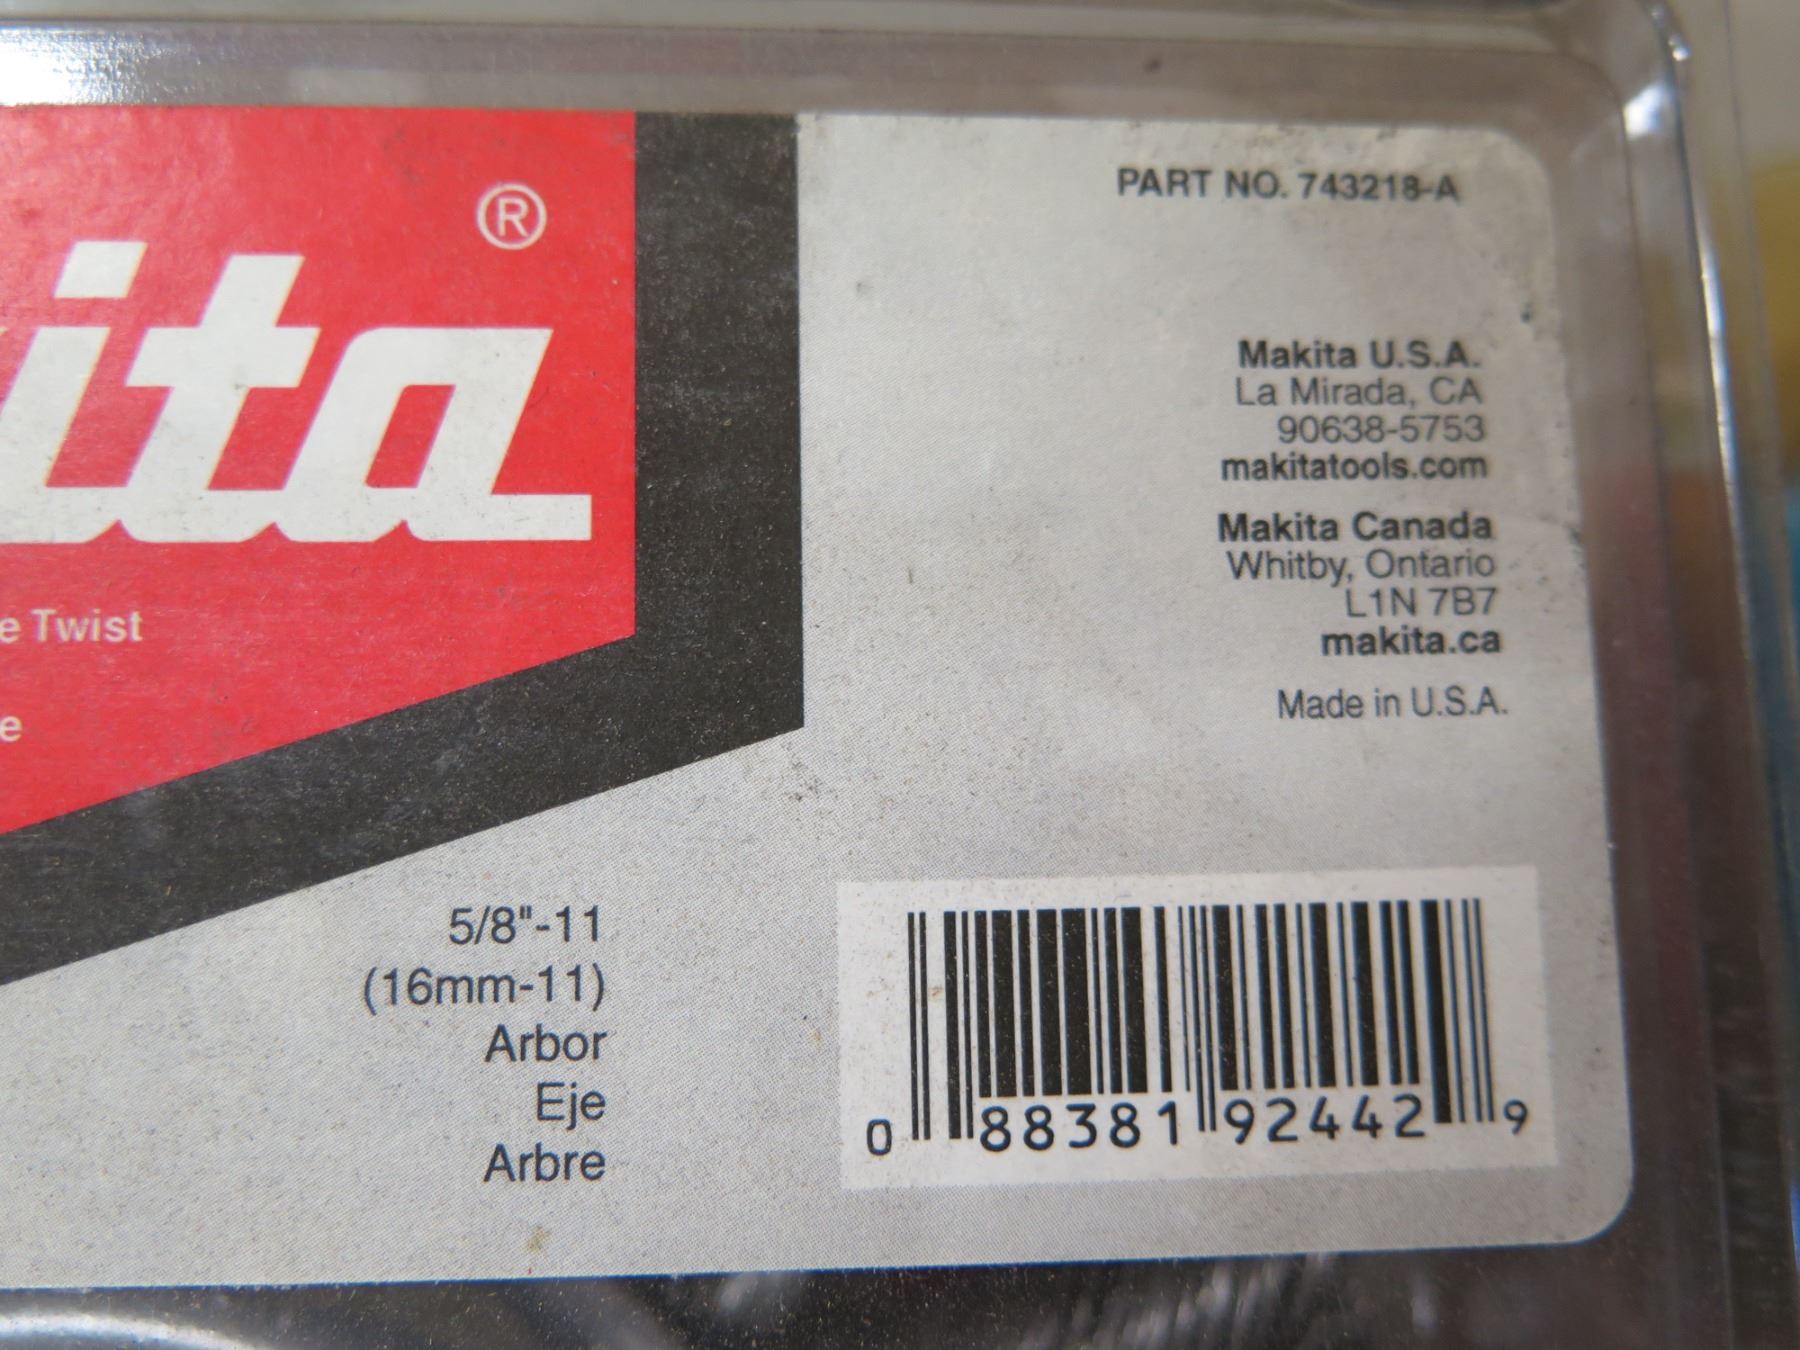 PART NO. 743218-A
®
ita
e Twist
e
Makita U.S.A.
La Mirada, CA
90638-5753
makitatools.com
Makita Canada
Whitby, Ontario
L1N 7B7
makita.ca
Made in U.S.A.
5/8"-11
(16mm-11)
Arbor
Eje
Arbre
0 88381 92442 9